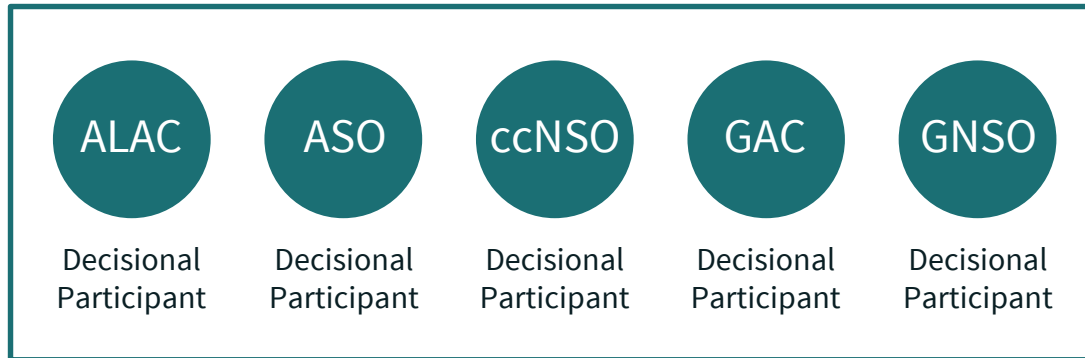 ALAC
ASO
ccNSO
GAC
GNSO
Decisional
Participant
Decisional
Participant
Decisional
Participant
Decisional
Participant
Decisional
Participant